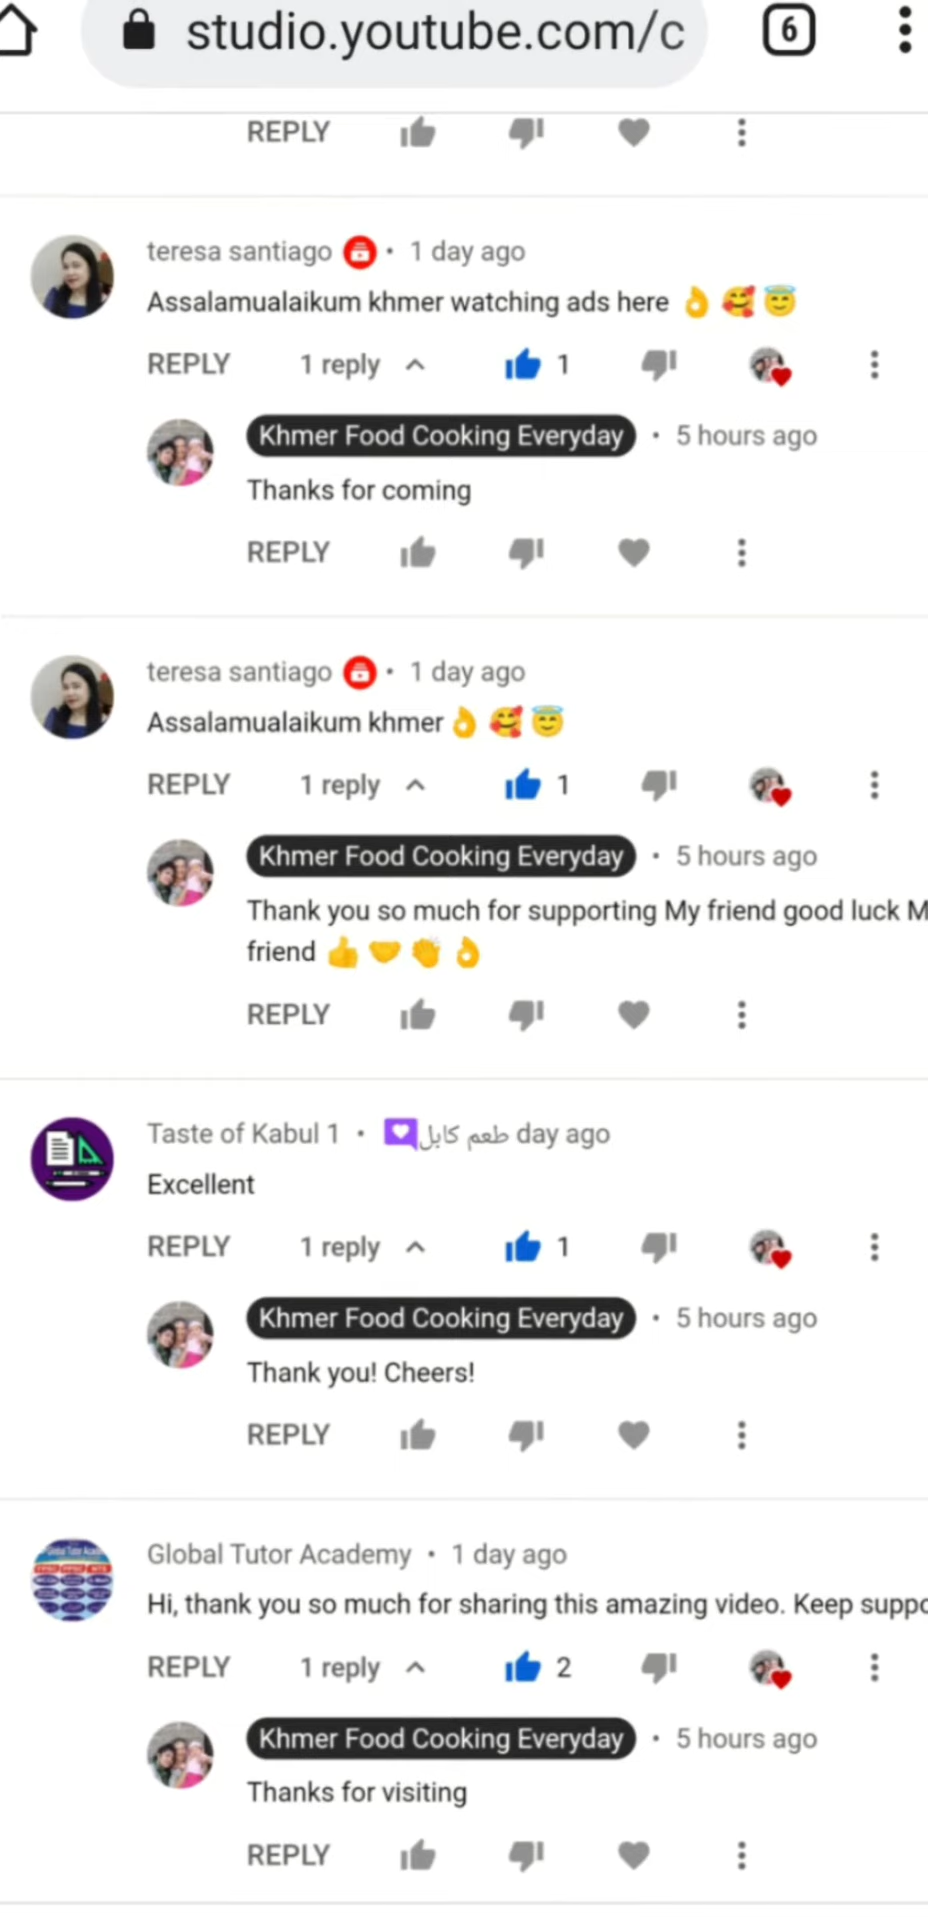 studio.youtube.com/c
6
REPLY
teresa santiago • 1 day ago
Assalamualaikum khmer watching ads here 👌 🥰 😇
REPLY 1 reply 1
Khmer Food Cooking Everyday • 5 hours ago
Thanks for coming
REPLY
teresa santiago • 1 day ago
Assalamualaikum khmer 👌 🥰 😇
REPLY 1 reply 1
Khmer Food Cooking Everyday • 5 hours ago
Thank you so much for supporting My friend good luck M
friend 👍 🤝 👏 👌
REPLY
Taste of Kabul 1 • 💟 طعم کابل day ago
Excellent
REPLY 1 reply 1
Khmer Food Cooking Everyday • 5 hours ago
Thank you! Cheers!
REPLY
Global Tutor Academy • 1 day ago
Hi, thank you so much for sharing this amazing video. Keep suppo
REPLY 1 reply 2
Khmer Food Cooking Everyday • 5 hours ago
Thanks for visiting
REPLY